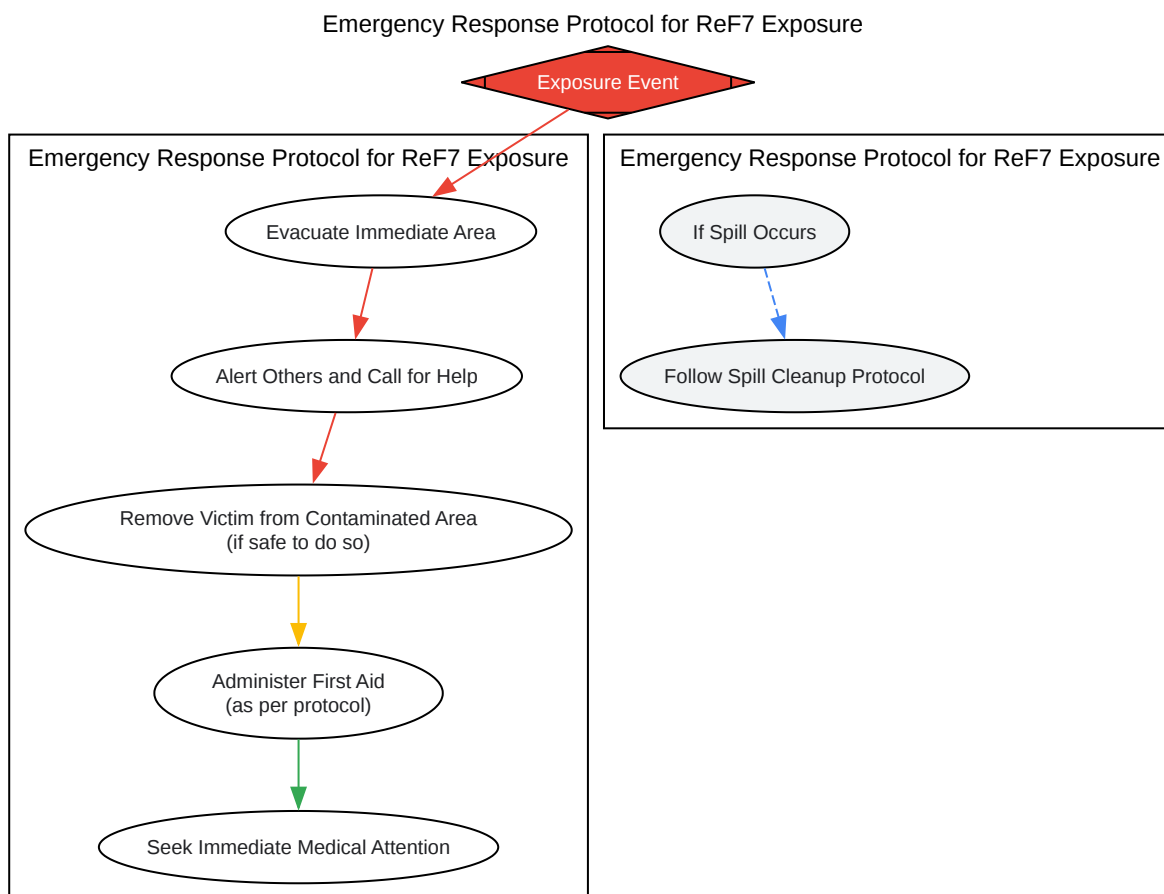 Emergency Response Protocol for ReF7 Exposure
Exposure Event
Emergency Response Protocol for ReF7 Exposure
Evacuate Immediate Area
Alert Others and Call for Help
Remove Victim from Contaminated Area
(if safe to do so)
Administer First Aid
(as per protocol)
Seek Immediate Medical Attention
Emergency Response Protocol for ReF7 Exposure
If Spill Occurs
Follow Spill Cleanup Protocol